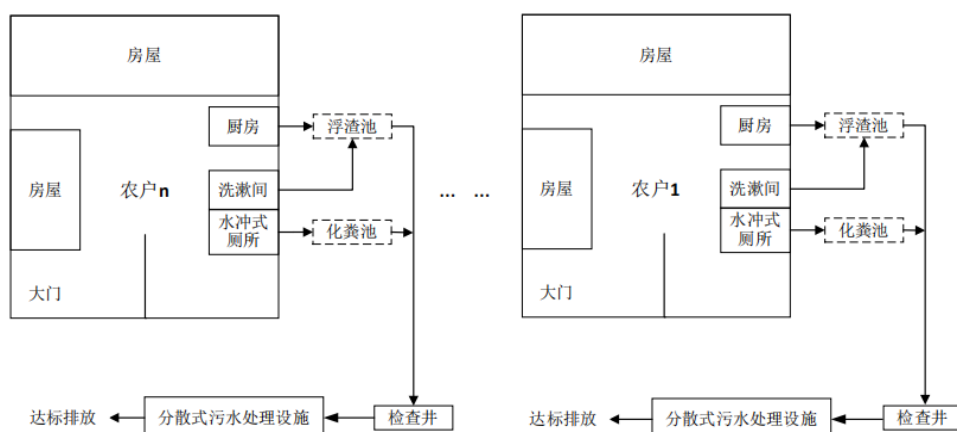 房屋
厨房
浮渣池
房屋
农户n
洗漱间
水冲式
厕所
化粪池
大门
达标排放
分散式污水处理设施
检查井
... ...
房屋
厨房
浮渣池
房屋
农户1
洗漱间
水冲式
厕所
化粪池
大门
达标排放
分散式污水处理设施
检查井